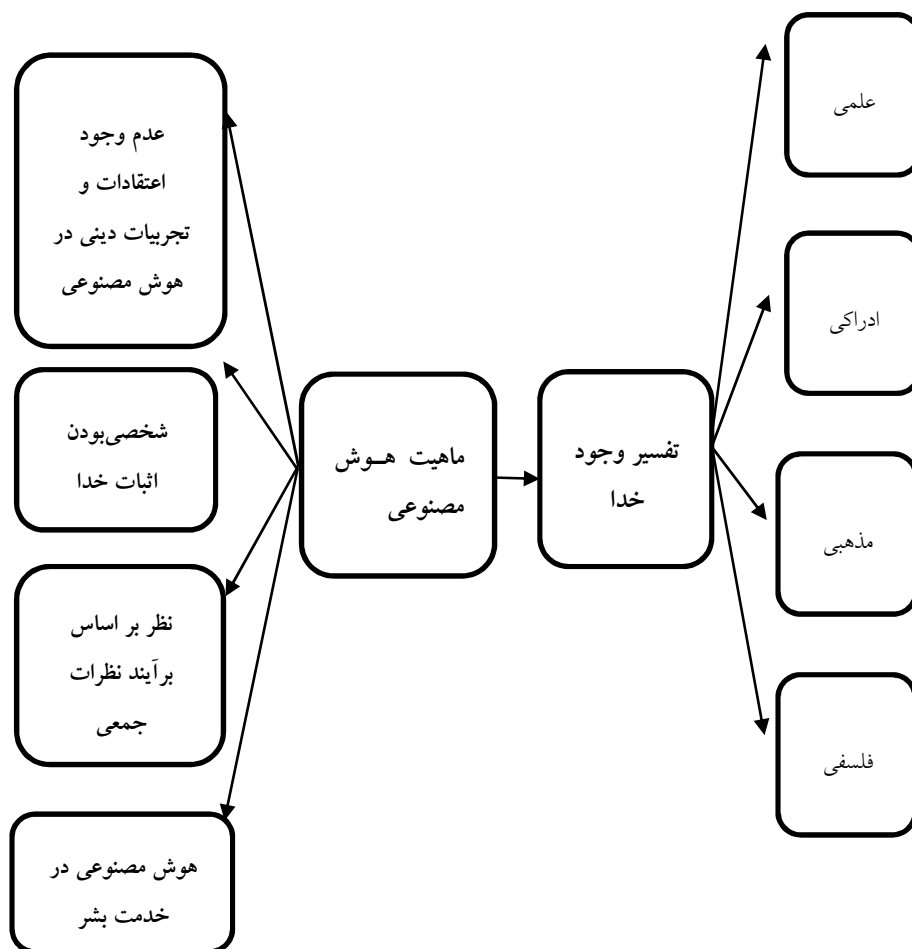 علمی
ادراکی
مذهبی
فلسفی
تفسیر وجود
خدا
ماهیت هــوش
مصنوعی
عدم وجود
اعتقادات و
تجربیات دینی در
هوش مصنوعی
شخصی‌بودن
اثبات خدا
نظر بر اساس
برآیند نظرات
جمعی
هوش مصنوعی در
خدمت بشر